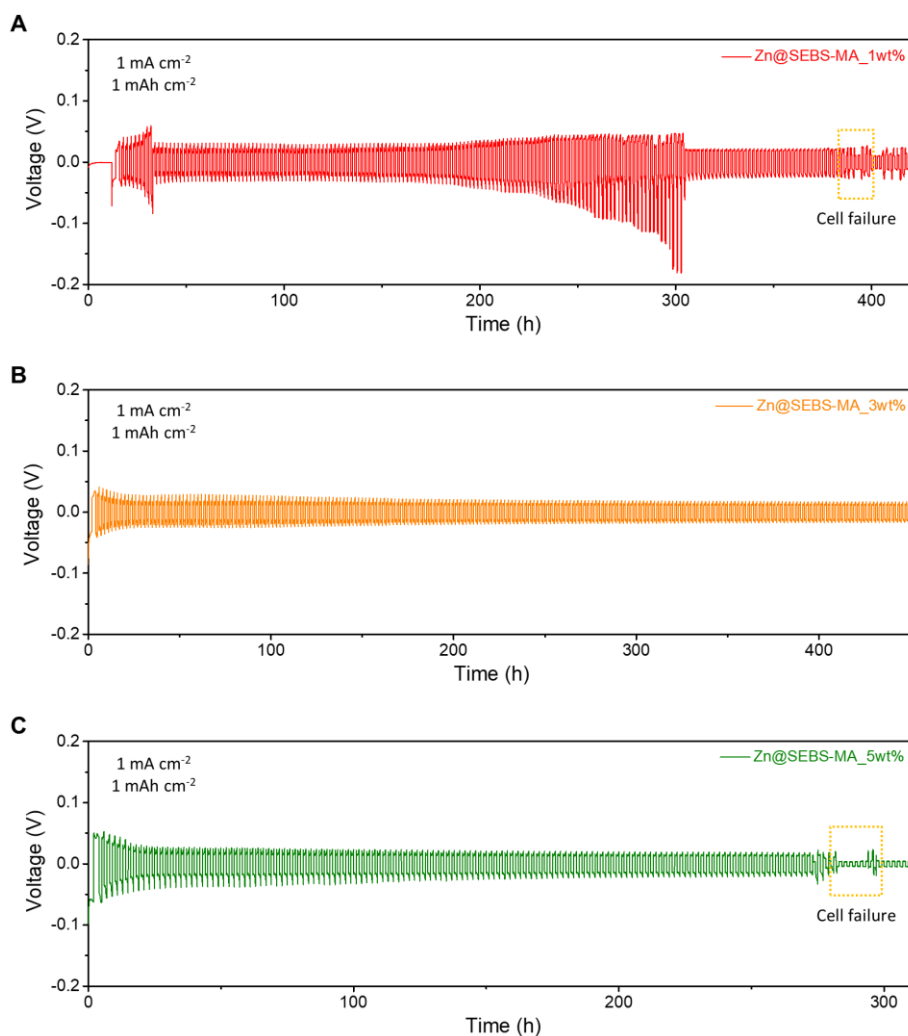 A
0.2
0.1
0.0
-0.1
-0.2
Voltage (V)
1 mA cm⁻²
1 mAh cm⁻²
Zn@SEBS-MA_1wt%
Cell failure
0 100 200 300 400
Time (h)
B
0.2
0.1
0.0
-0.1
-0.2
Voltage (V)
1 mA cm⁻²
1 mAh cm⁻²
Zn@SEBS-MA_3wt%
0 100 200 300 400
Time (h)
C
0.2
0.1
0.0
-0.1
-0.2
Voltage (V)
1 mA cm⁻²
1 mAh cm⁻²
Zn@SEBS-MA_5wt%
Cell failure
0 100 200 300
Time (h)